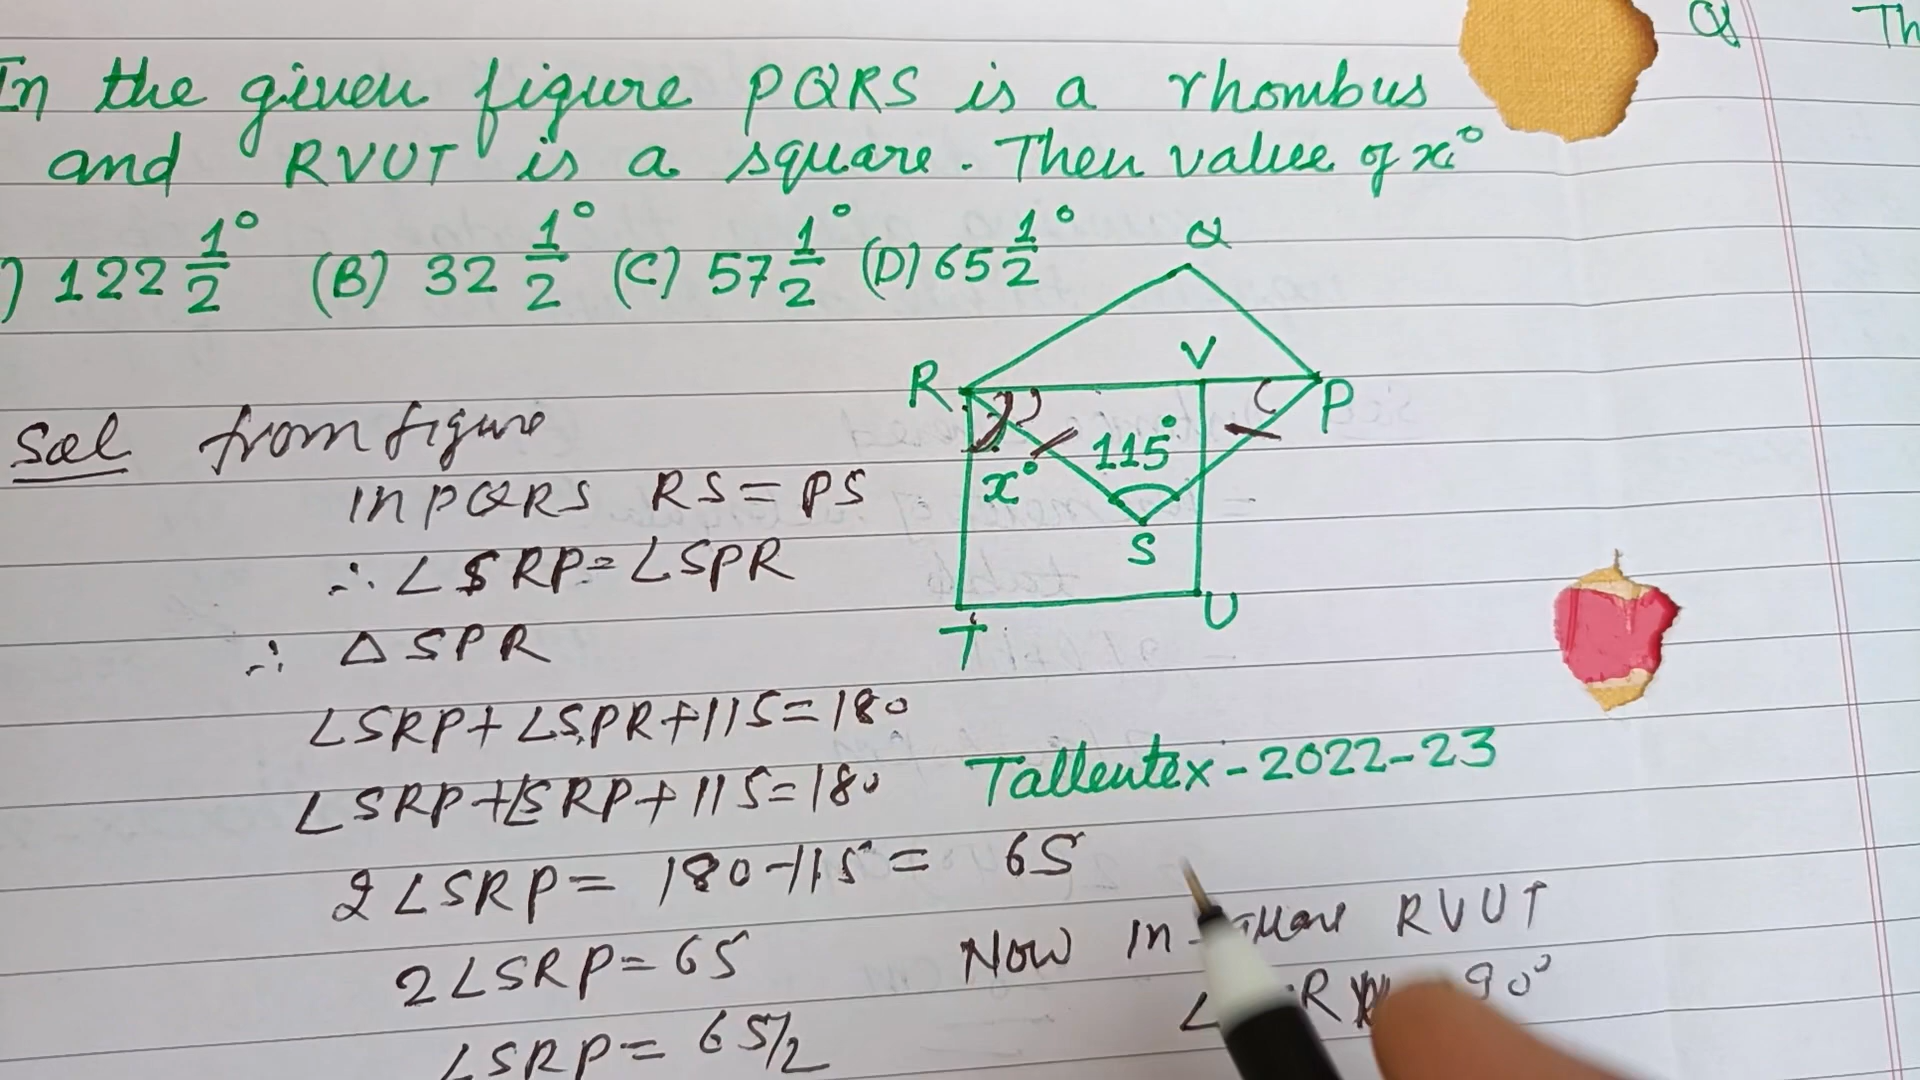 In the given figure PQRS is a rhombus
and RVUT is a square. Then value of x°
) 122 1/2° (B) 32 1/2° (C) 57 1/2° (D) 65 1/2°
Q
V
R
P
115°
x°
S
T
U
Sol from figure
In PQRS RS = PS
∴ ∠SRP = ∠SPR
∴ △SPR
∠SRP + ∠SPR + 115 = 180
∠SRP + ∠SRP + 115 = 180
2∠SRP = 180 - 115 = 65
2∠SRP = 65
∠SRP = 65/2
Tallentex - 2022-23
Now in RVUT
90°
Q Th